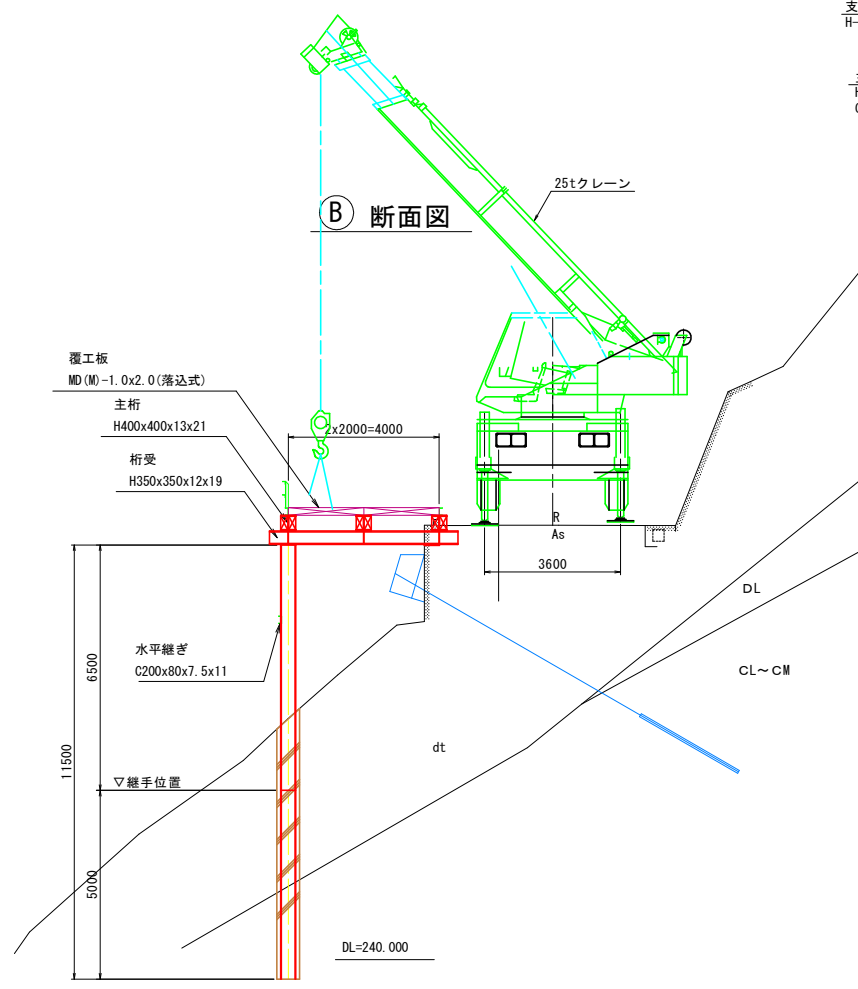 支
H-
H
25tクレーン
B 断面図
覆工板
MD(M)-1.0x2.0(落込式)
主桁
H400x400x13x21
2x2000=4000
桁受
H350x350x12x19
R
As
3600
DL
水平継ぎ
C200x80x7.5x11
6500
CL～CM
11500
dt
▽継手位置
5000
DL=240.000